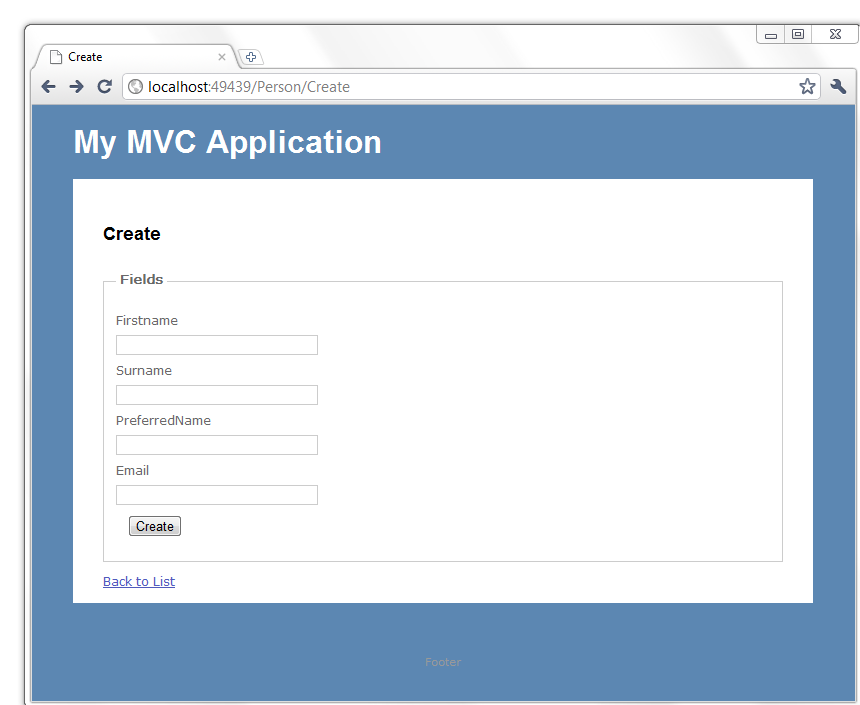 Create
localhost:49439/Person/Create
My MVC Application
Create
Fields
Firstname
Surname
PreferredName
Email
Create
Back to List
Footer